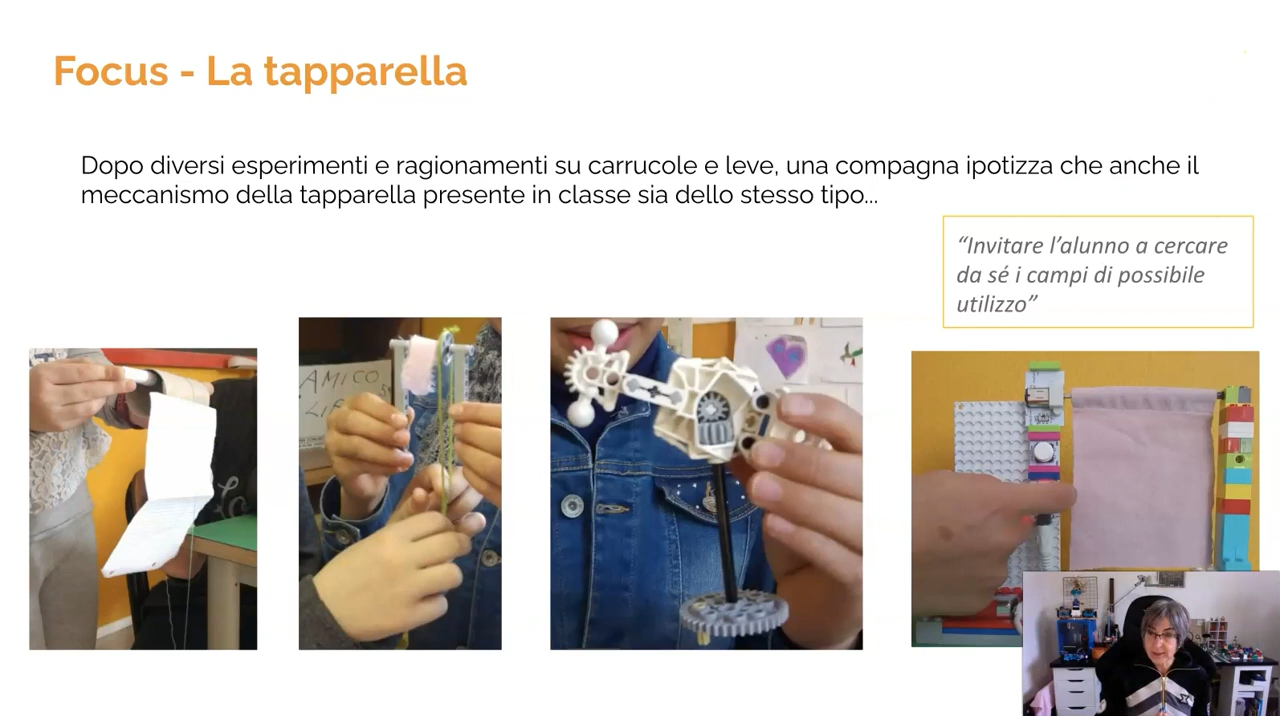 Focus - La tapparella
Dopo diversi esperimenti e ragionamenti su carrucole e leve, una compagna ipotizza che anche il
meccanismo della tapparella presente in classe sia dello stesso tipo...
“Invitare l’alunno a cercare
da sé i campi di possibile
utilizzo”
AMICO